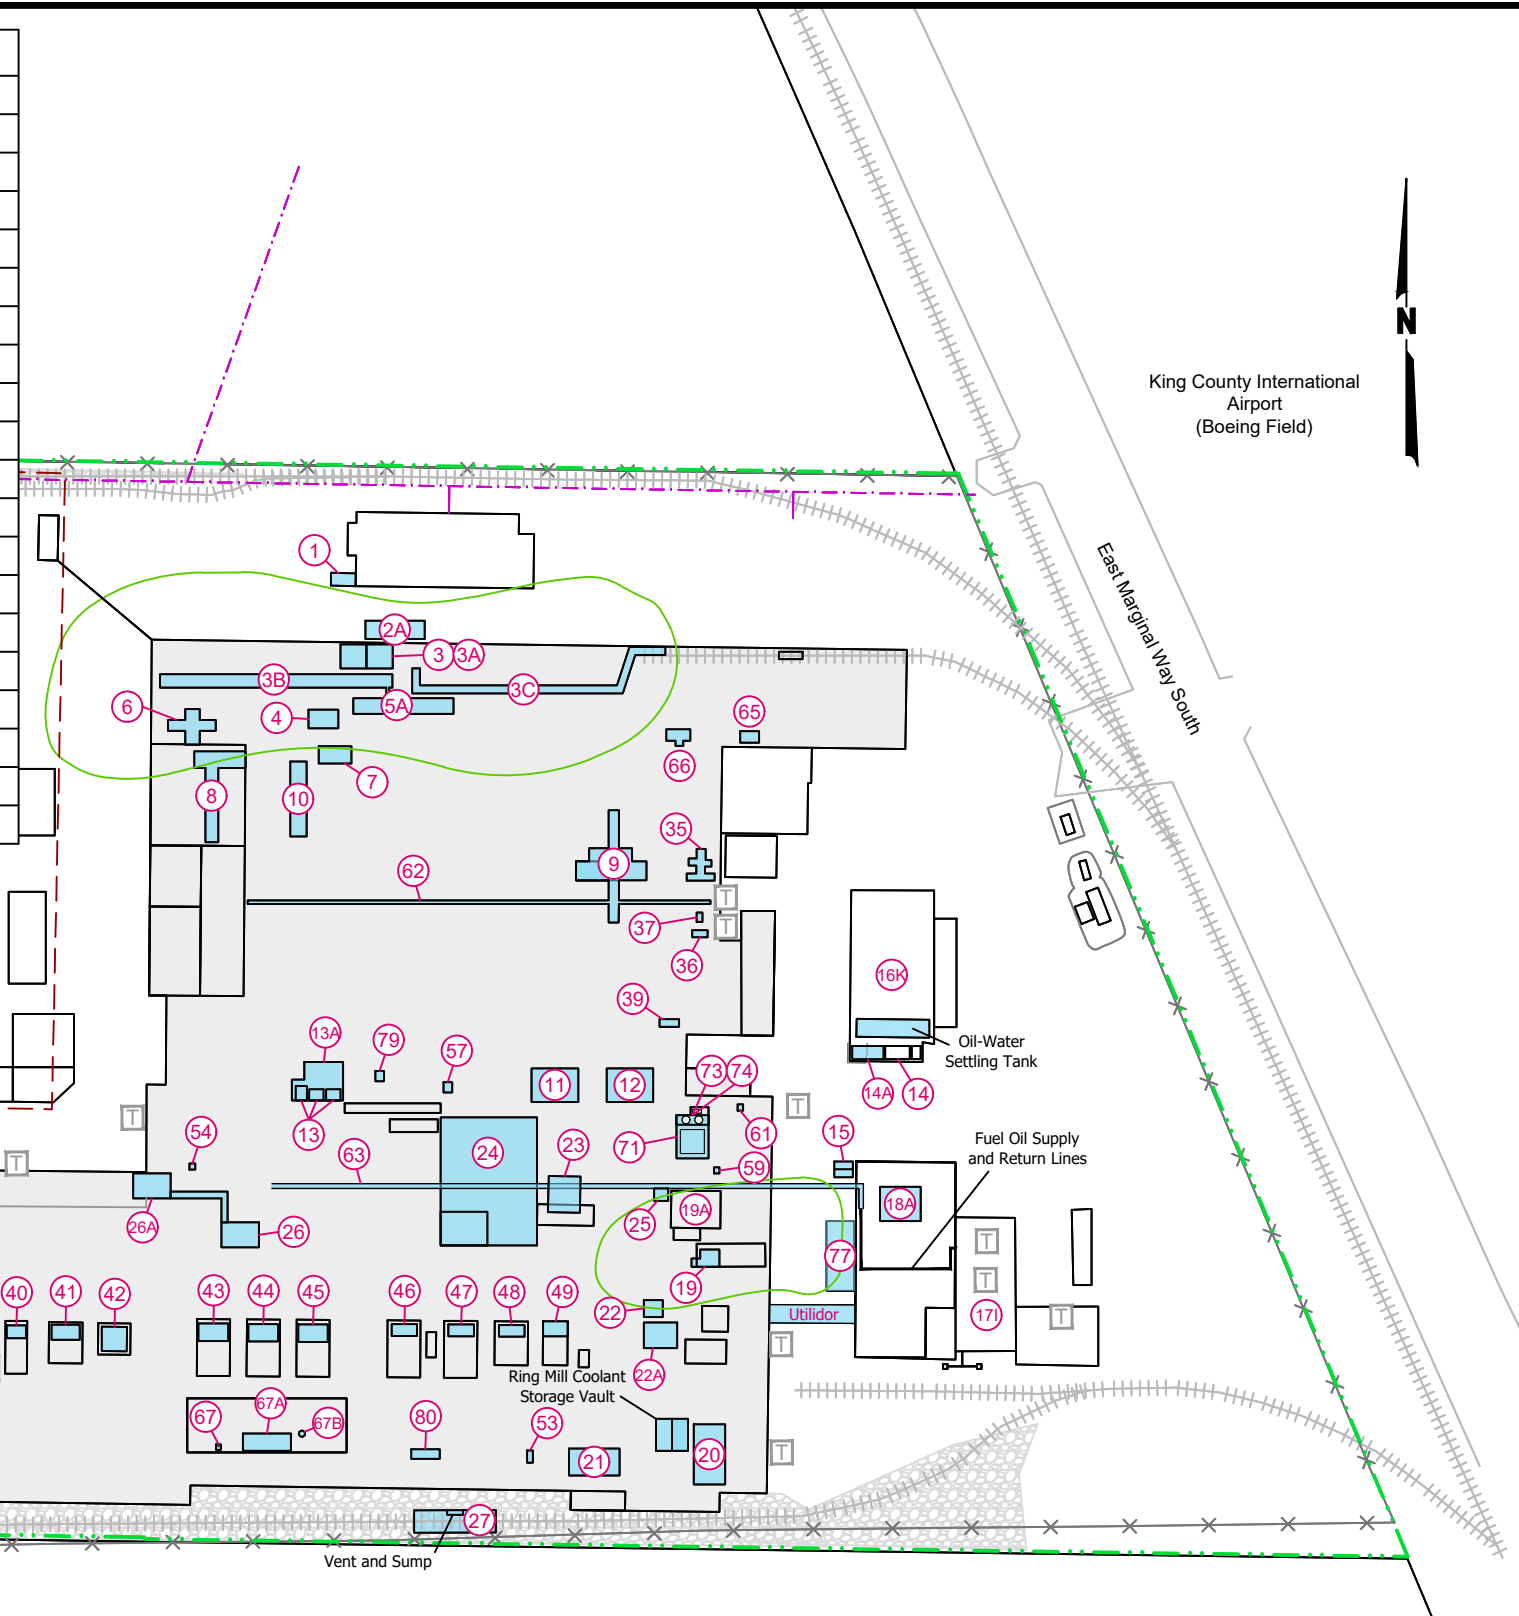 N
King County International
Airport
(Boeing Field)
East Marginal Way South
1
2A
3
3A
3B
3C
5A
6
4
65
66
7
8
10
35
9
62
T
37
T
36
16K
39
Oil-Water
Settling Tank
13A
79
57
11
12
73
74
14A
14
T
T
13
61
15
Fuel Oil Supply
and Return Lines
54
63
24
23
71
59
T
26A
26
25
19A
18A
77
T
T
19
40
41
42
43
44
45
46
47
48
49
22
Utilidor
17I
T
T
Ring Mill Coolant
Storage Vault
22A
67
67A
67B
80
53
21
20
T
27
Vent and Sump